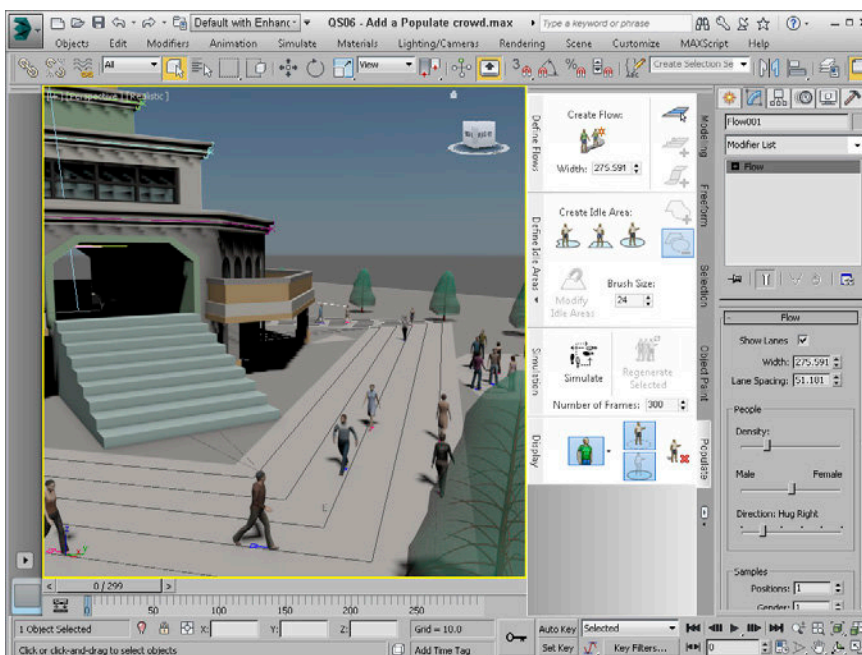 Default with Enhanc
QS06 - Add a Populate crowd.max
Type a keyword or phrase
Objects Edit Modifiers Animation Simulate Materials Lighting/Cameras Rendering Scene Customize MAXScript Help
All
View
3
Create Selection Se
[Realistic ]
Define Flows
Create Flow:
Width: 275.591
Define Idle Areas
Create Idle Area:
Modify Idle Areas
Brush Size:
24
Simulation
Simulate
Regenerate Selected
Number of Frames: 300
Display
Modeling
Freeform
Selection
Object Paint
Populate
Flow001
Modifier List
Flow
Flow
Show Lanes
Width: 275.591
Lane Spacing: 51.181
People
Density:
Male Female
Direction: Hug Right
Samples
Positions: 1
Gender: 1
0 / 299
0 50 100 150 200 250
1 Object Selected
X: Y: Z:
Grid = 10.0
Auto Key Selected
Click or click-and-drag to select objects
Add Time Tag
Set Key Key Filters...
0